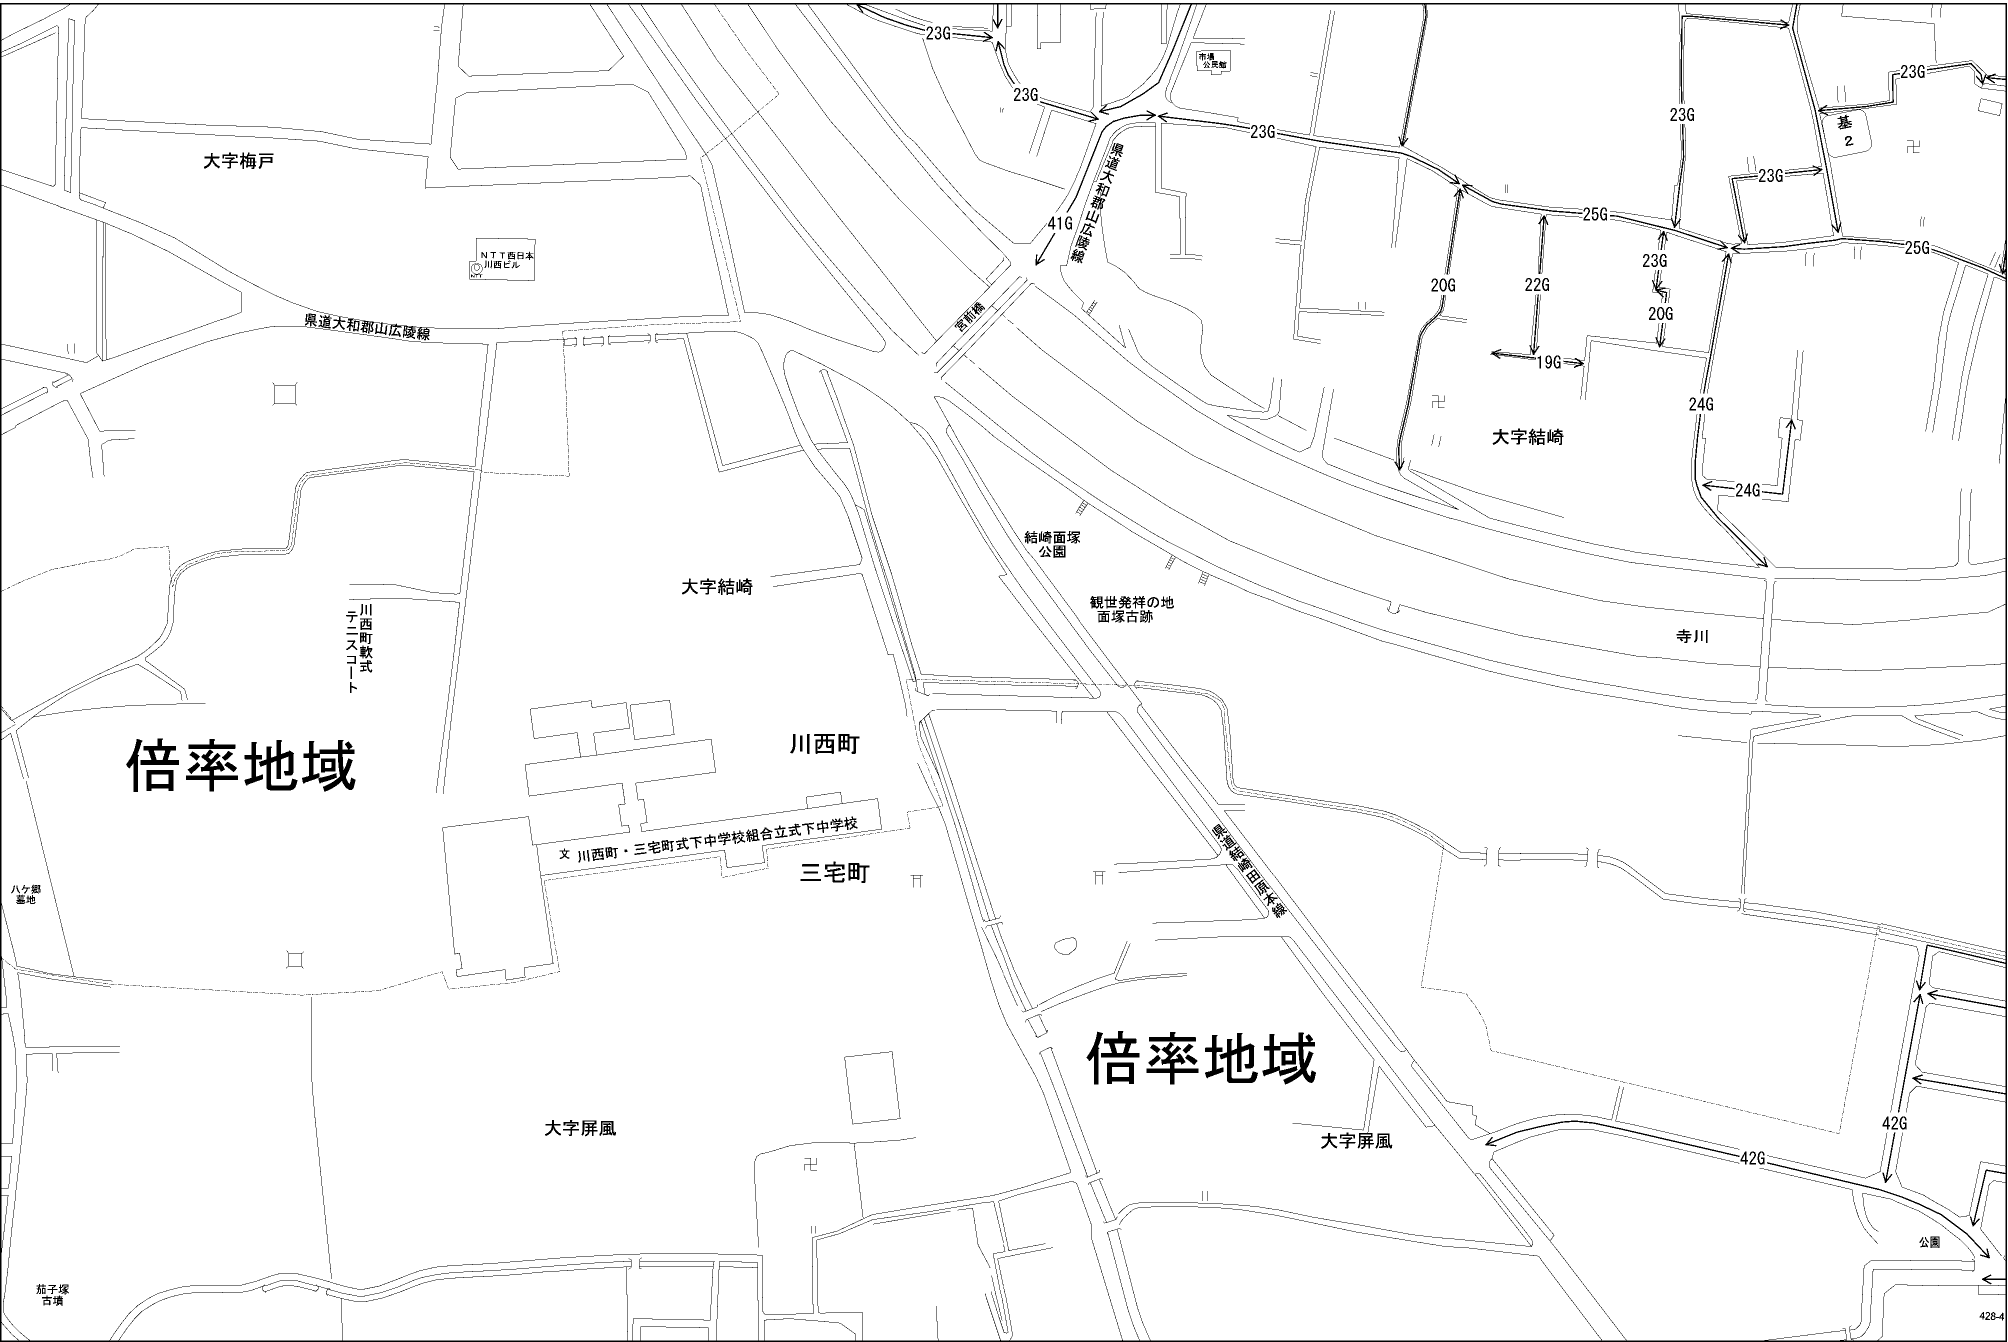 23G
市場
公民館
23G
23G
23G
23G
基
2
県道大和郡山広陵線
大字梅戸
23G
25G
41G
25G
NTT西日本
川西ビル
NTT
23G
20G
22G
20G
宮前橋
県道大和郡山広陵線
19G
24G
大字結崎
24G
結崎面塚
公園
大字結崎
観世発祥の地
面塚古跡
川西町軟式
テニスコート
寺川
倍率地域
川西町
文 川西町・三宅町式下中学校組合立式下中学校
県道結崎田原本線
三宅町
八ケ郷
墓地
倍率地域
大字屏風
大字屏風
42G
42G
公園
茄子塚
古墳
428-4